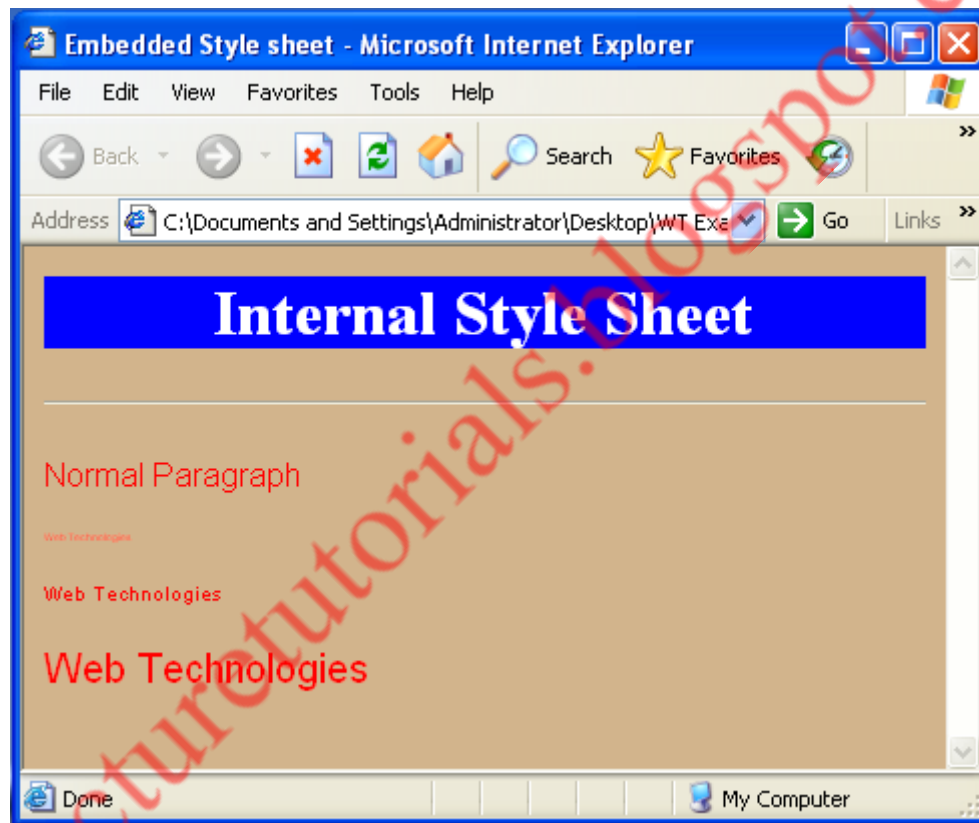 Embedded Style sheet - Microsoft Internet Explorer
File Edit View Favorites Tools Help
Back Search Favorites »
Address C:\Documents and Settings\Administrator\Desktop\WT Exa Go Links »
Internal Style Sheet
Normal Paragraph
Web Technologies
Web Technologies
Web Technologies
Done My Computer
cturetutorials.blogspot.c